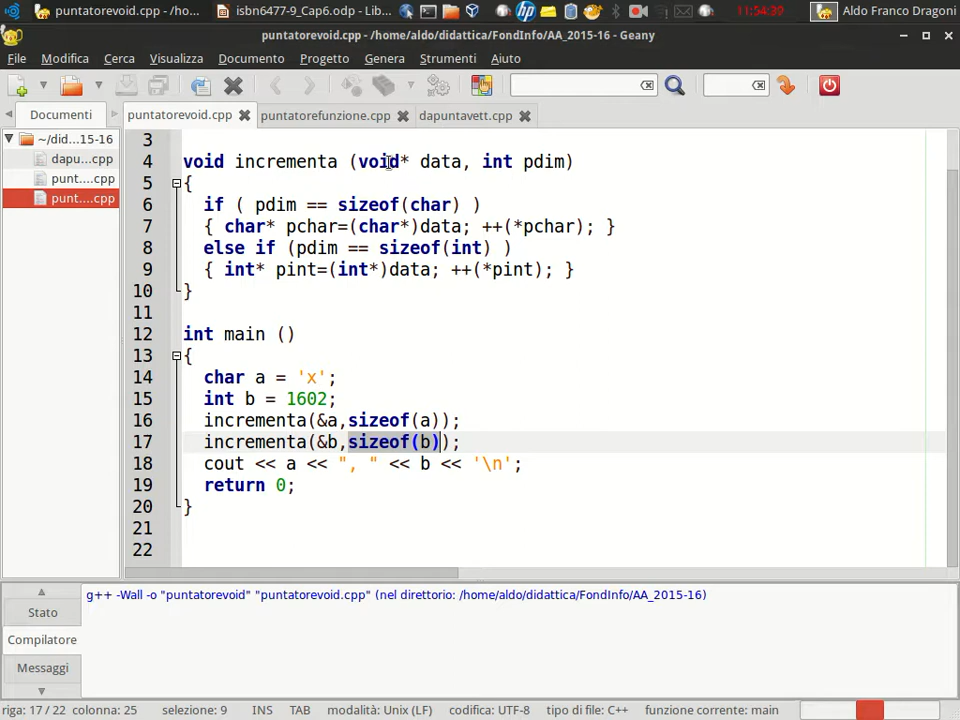 puntatorevoid.cpp - /ho...
isbn6477-9_Cap6.odp - Lib...
11:54:39
Aldo Franco Dragoni
puntatorevoid.cpp - /home/aldo/didattica/FondInfo/AA_2015-16 - Geany
File Modifica Cerca Visualizza Documento Progetto Genera Strumenti Aiuto
Documenti
puntatorevoid.cpp puntatorefunzione.cpp dapuntavett.cpp
~/did...15-16
dapu....cpp
punt....cpp
punt....cpp
3
4 void incrementa (void* data, int pdim)
5 {
6 if ( pdim == sizeof(char) )
7 { char* pchar=(char*)data; ++(*pchar); }
8 else if (pdim == sizeof(int) )
9 { int* pint=(int*)data; ++(*pint); }
10 }
11
12 int main ()
13 {
14 char a = 'x';
15 int b = 1602;
16 incrementa(&a,sizeof(a));
17 incrementa(&b,sizeof(b));
18 cout << a << ", " << b << '\n';
19 return 0;
20 }
21
22
Stato
Compilatore
Messaggi
g++ -Wall -o "puntatorevoid" "puntatorevoid.cpp" (nel direttorio: /home/aldo/didattica/FondInfo/AA_2015-16)
riga: 17 / 22 colonna: 25 selezione: 9 INS TAB modalità: Unix (LF) codifica: UTF-8 tipo di file: C++ funzione corrente: main